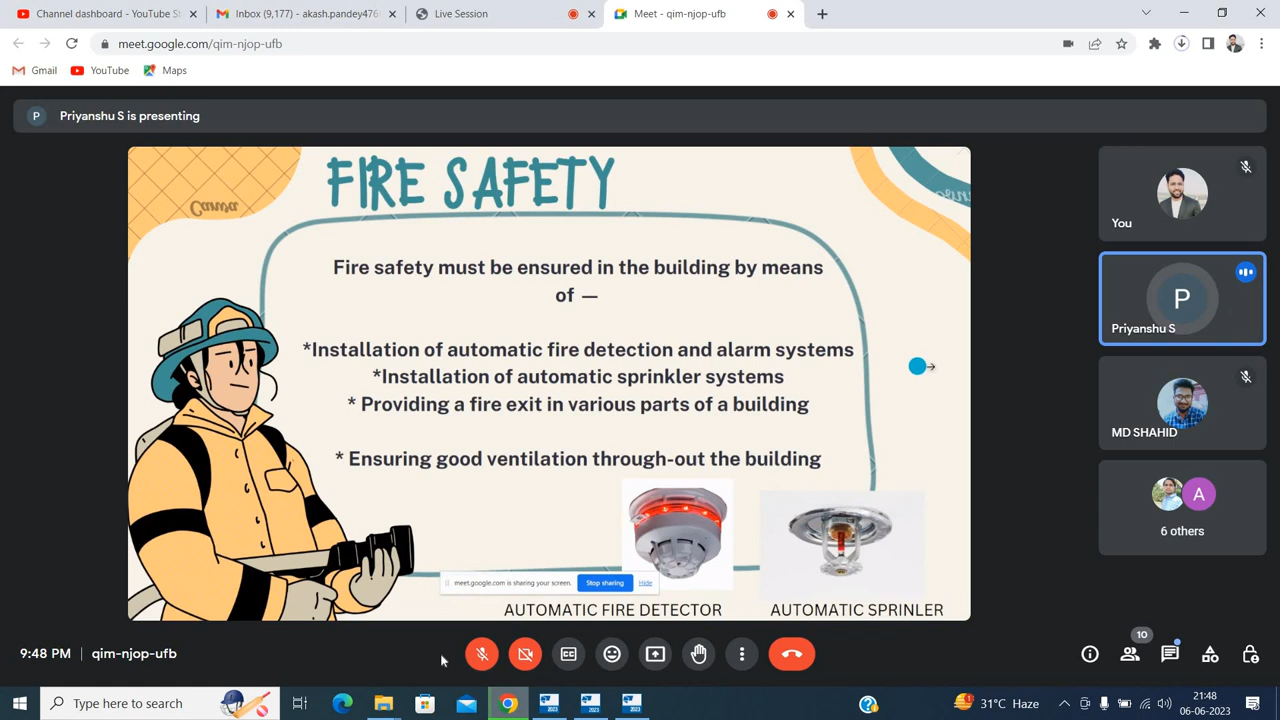 Channel dashboard - YouTube St
Inbox (9,177) - akash.pandey476
Live Session
Meet - qim-njop-ufb
meet.google.com/qim-njop-ufb
Gmail
YouTube
Maps
P
Priyanshu S is presenting
Canva
FIRE SAFETY
Fire safety must be ensured in the building by means
of —
*Installation of automatic fire detection and alarm systems
*Installation of automatic sprinkler systems
* Providing a fire exit in various parts of a building
* Ensuring good ventilation through-out the building
meet.google.com is sharing your screen.
Stop sharing
Hide
AUTOMATIC FIRE DETECTOR
AUTOMATIC SPRINLER
You
P
Priyanshu S
MD SHAHID
A
6 others
9:48 PM
qim-njop-ufb
10
Type here to search
2023
2023
2023
31°C Haze
21:48
06-06-2023